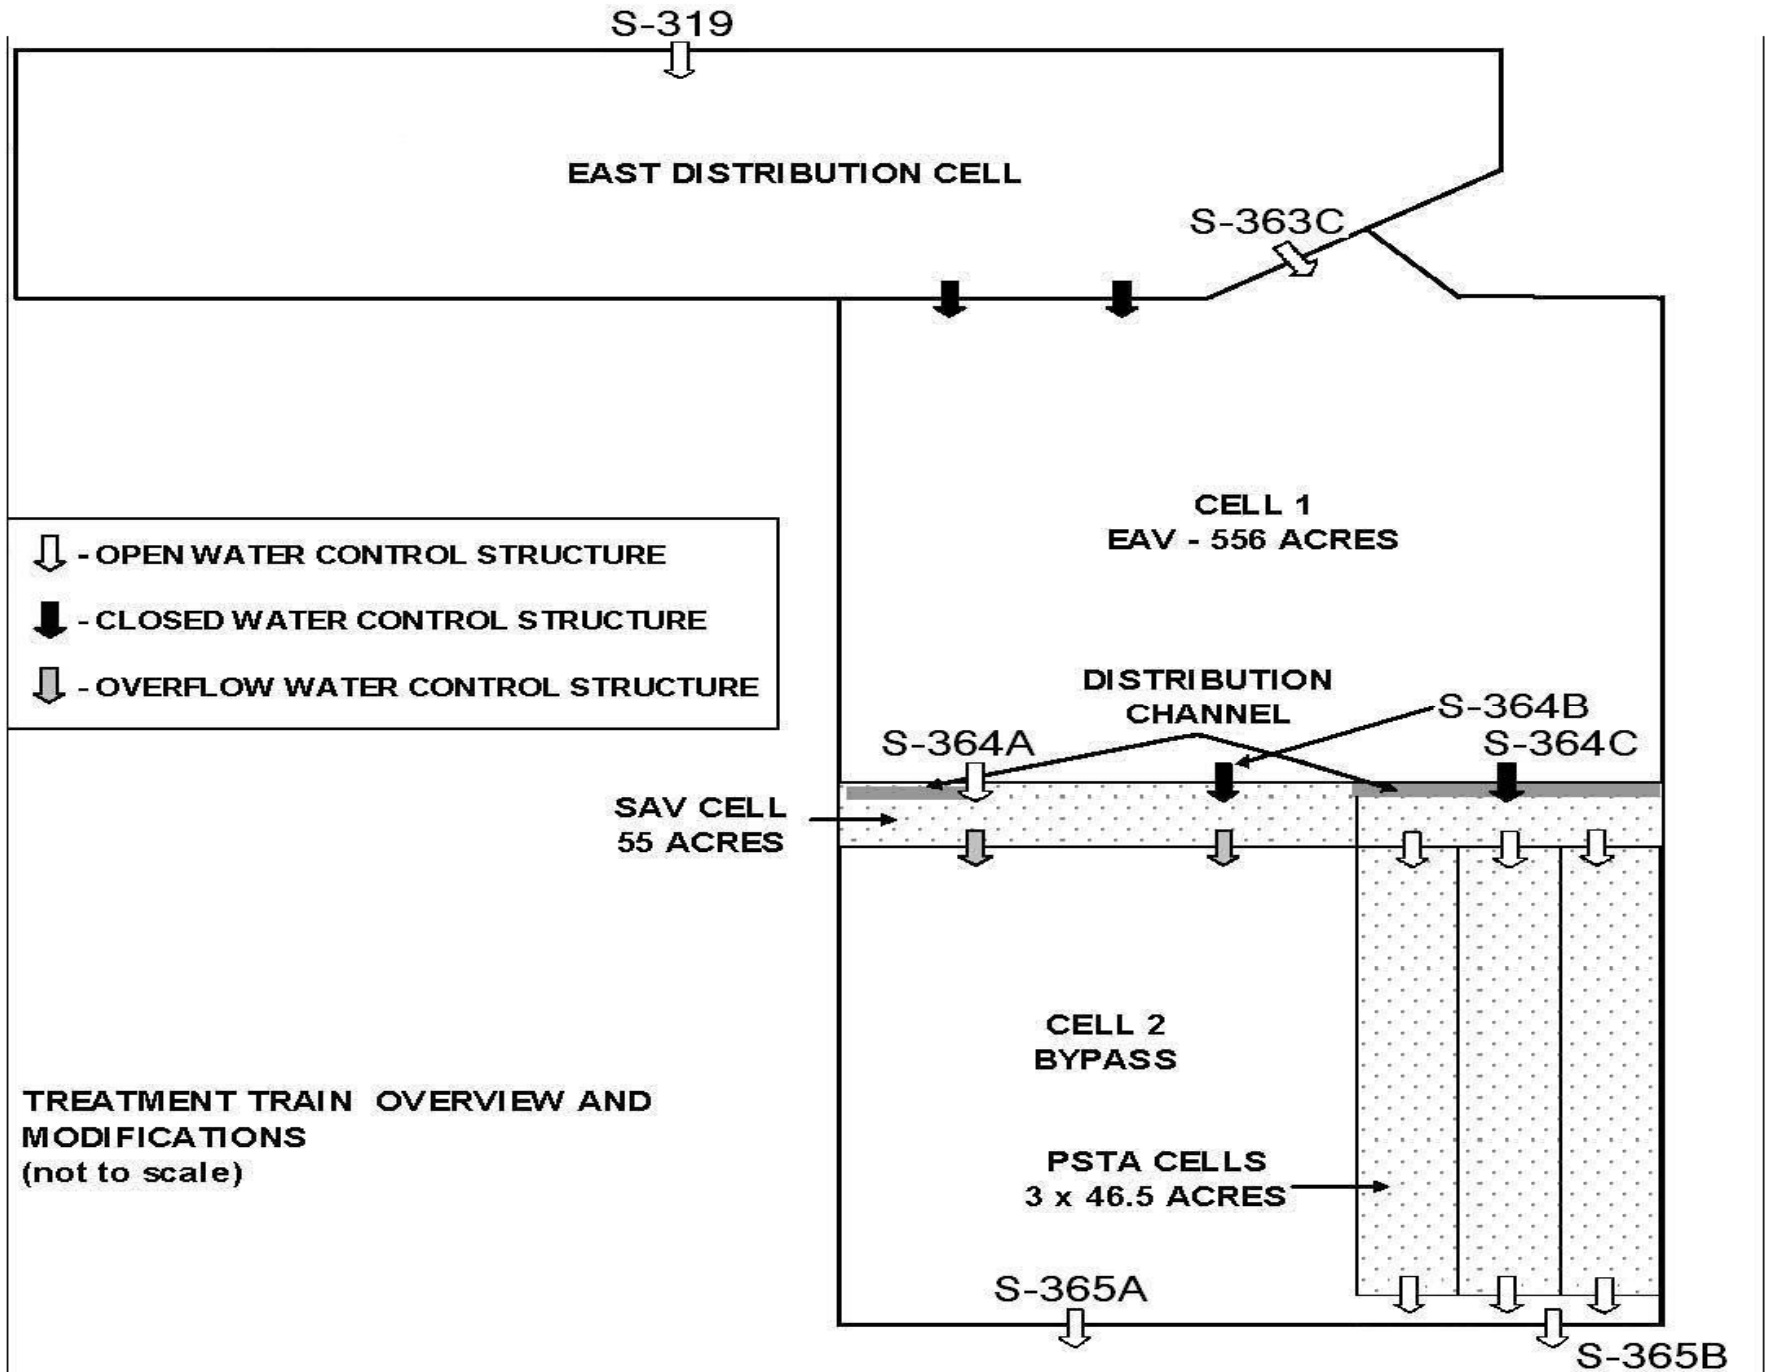 S-319
EAST DISTRIBUTION CELL
S-363C
CELL 1
EAV - 556 ACRES
- OPEN WATER CONTROL STRUCTURE
- CLOSED WATER CONTROL STRUCTURE
- OVERFLOW WATER CONTROL STRUCTURE
DISTRIBUTION
CHANNEL
S-364B
S-364A
S-364C
SAV CELL
55 ACRES
CELL 2
BYPASS
TREATMENT TRAIN OVERVIEW AND
MODIFICATIONS
(not to scale)
PSTA CELLS
3 x 46.5 ACRES
S-365A
S-365B